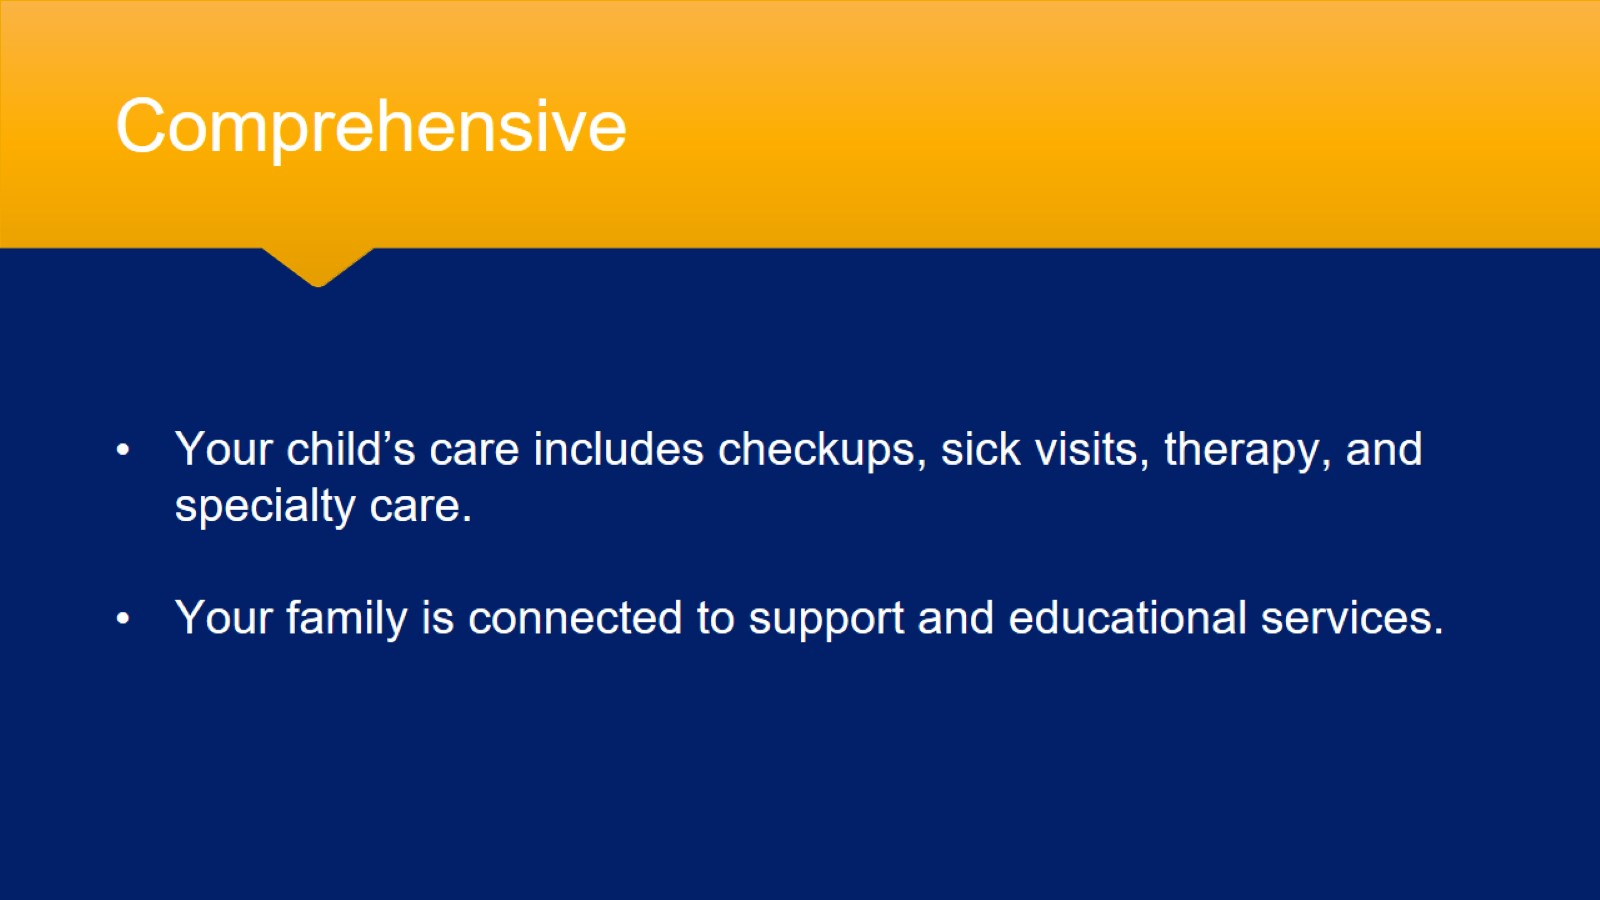 Comprehensive
• Your child’s care includes checkups, sick visits, therapy, and
specialty care.
• Your family is connected to support and educational services.